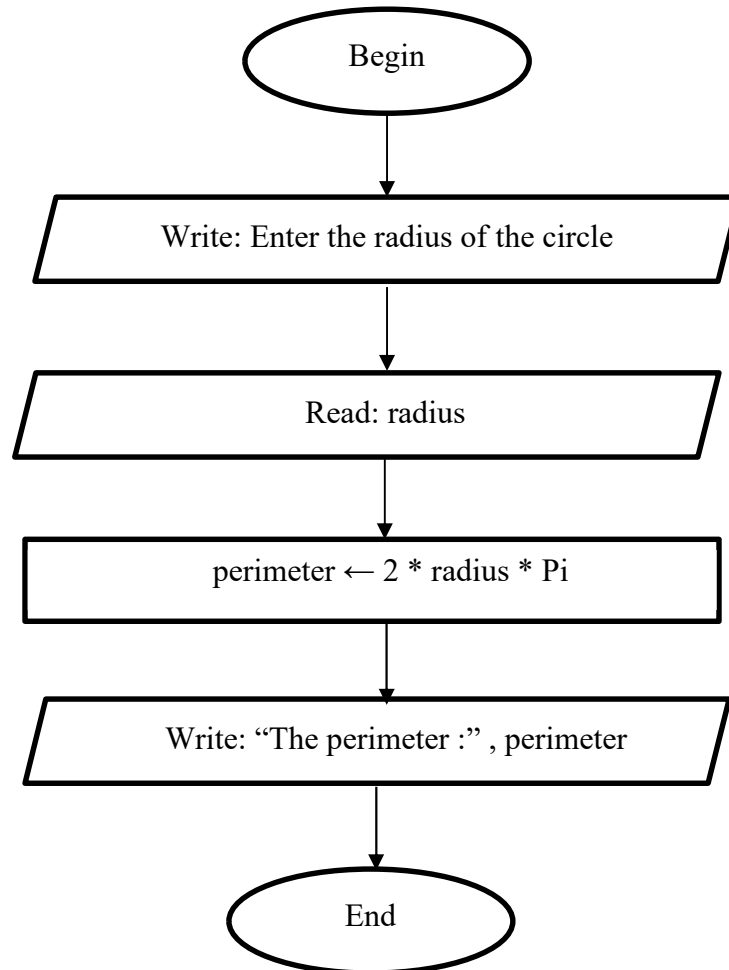 Begin
Write: Enter the radius of the circle
Read: radius
perimeter ← 2 * radius * Pi
Write: “The perimeter :” , perimeter
End